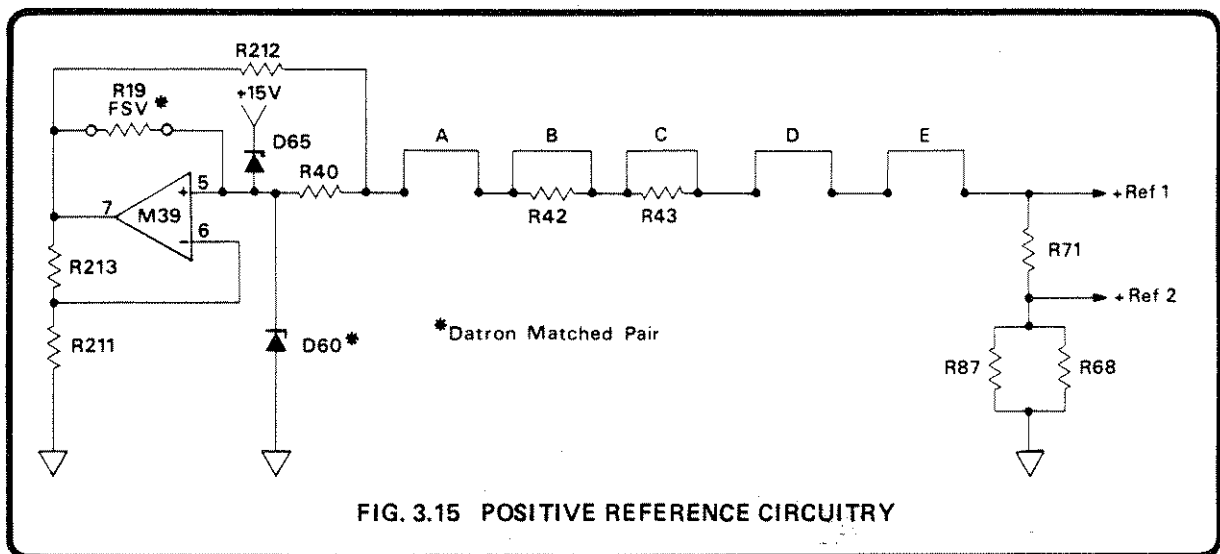 R212
R19
FSV *
+15V
D65
A
B
C
D
E
5
+
R40
7
M39
R42
R43
+Ref 1
6
−
R213
R71
+Ref 2
*Datron Matched Pair
R211
D60*
R87
R68
FIG. 3.15 POSITIVE REFERENCE CIRCUITRY